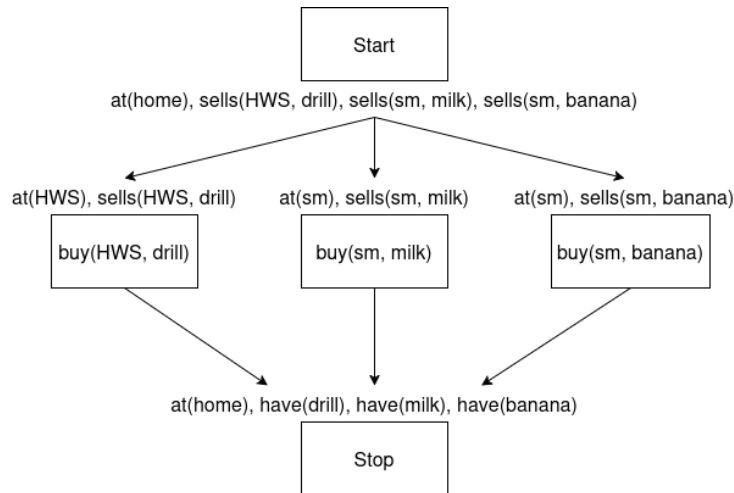 Start
at(home), sells(HWS, drill), sells(sm, milk), sells(sm, banana)
at(HWS), sells(HWS, drill)
at(sm), sells(sm, milk)
at(sm), sells(sm, banana)
buy(HWS, drill)
buy(sm, milk)
buy(sm, banana)
at(home), have(drill), have(milk), have(banana)
Stop